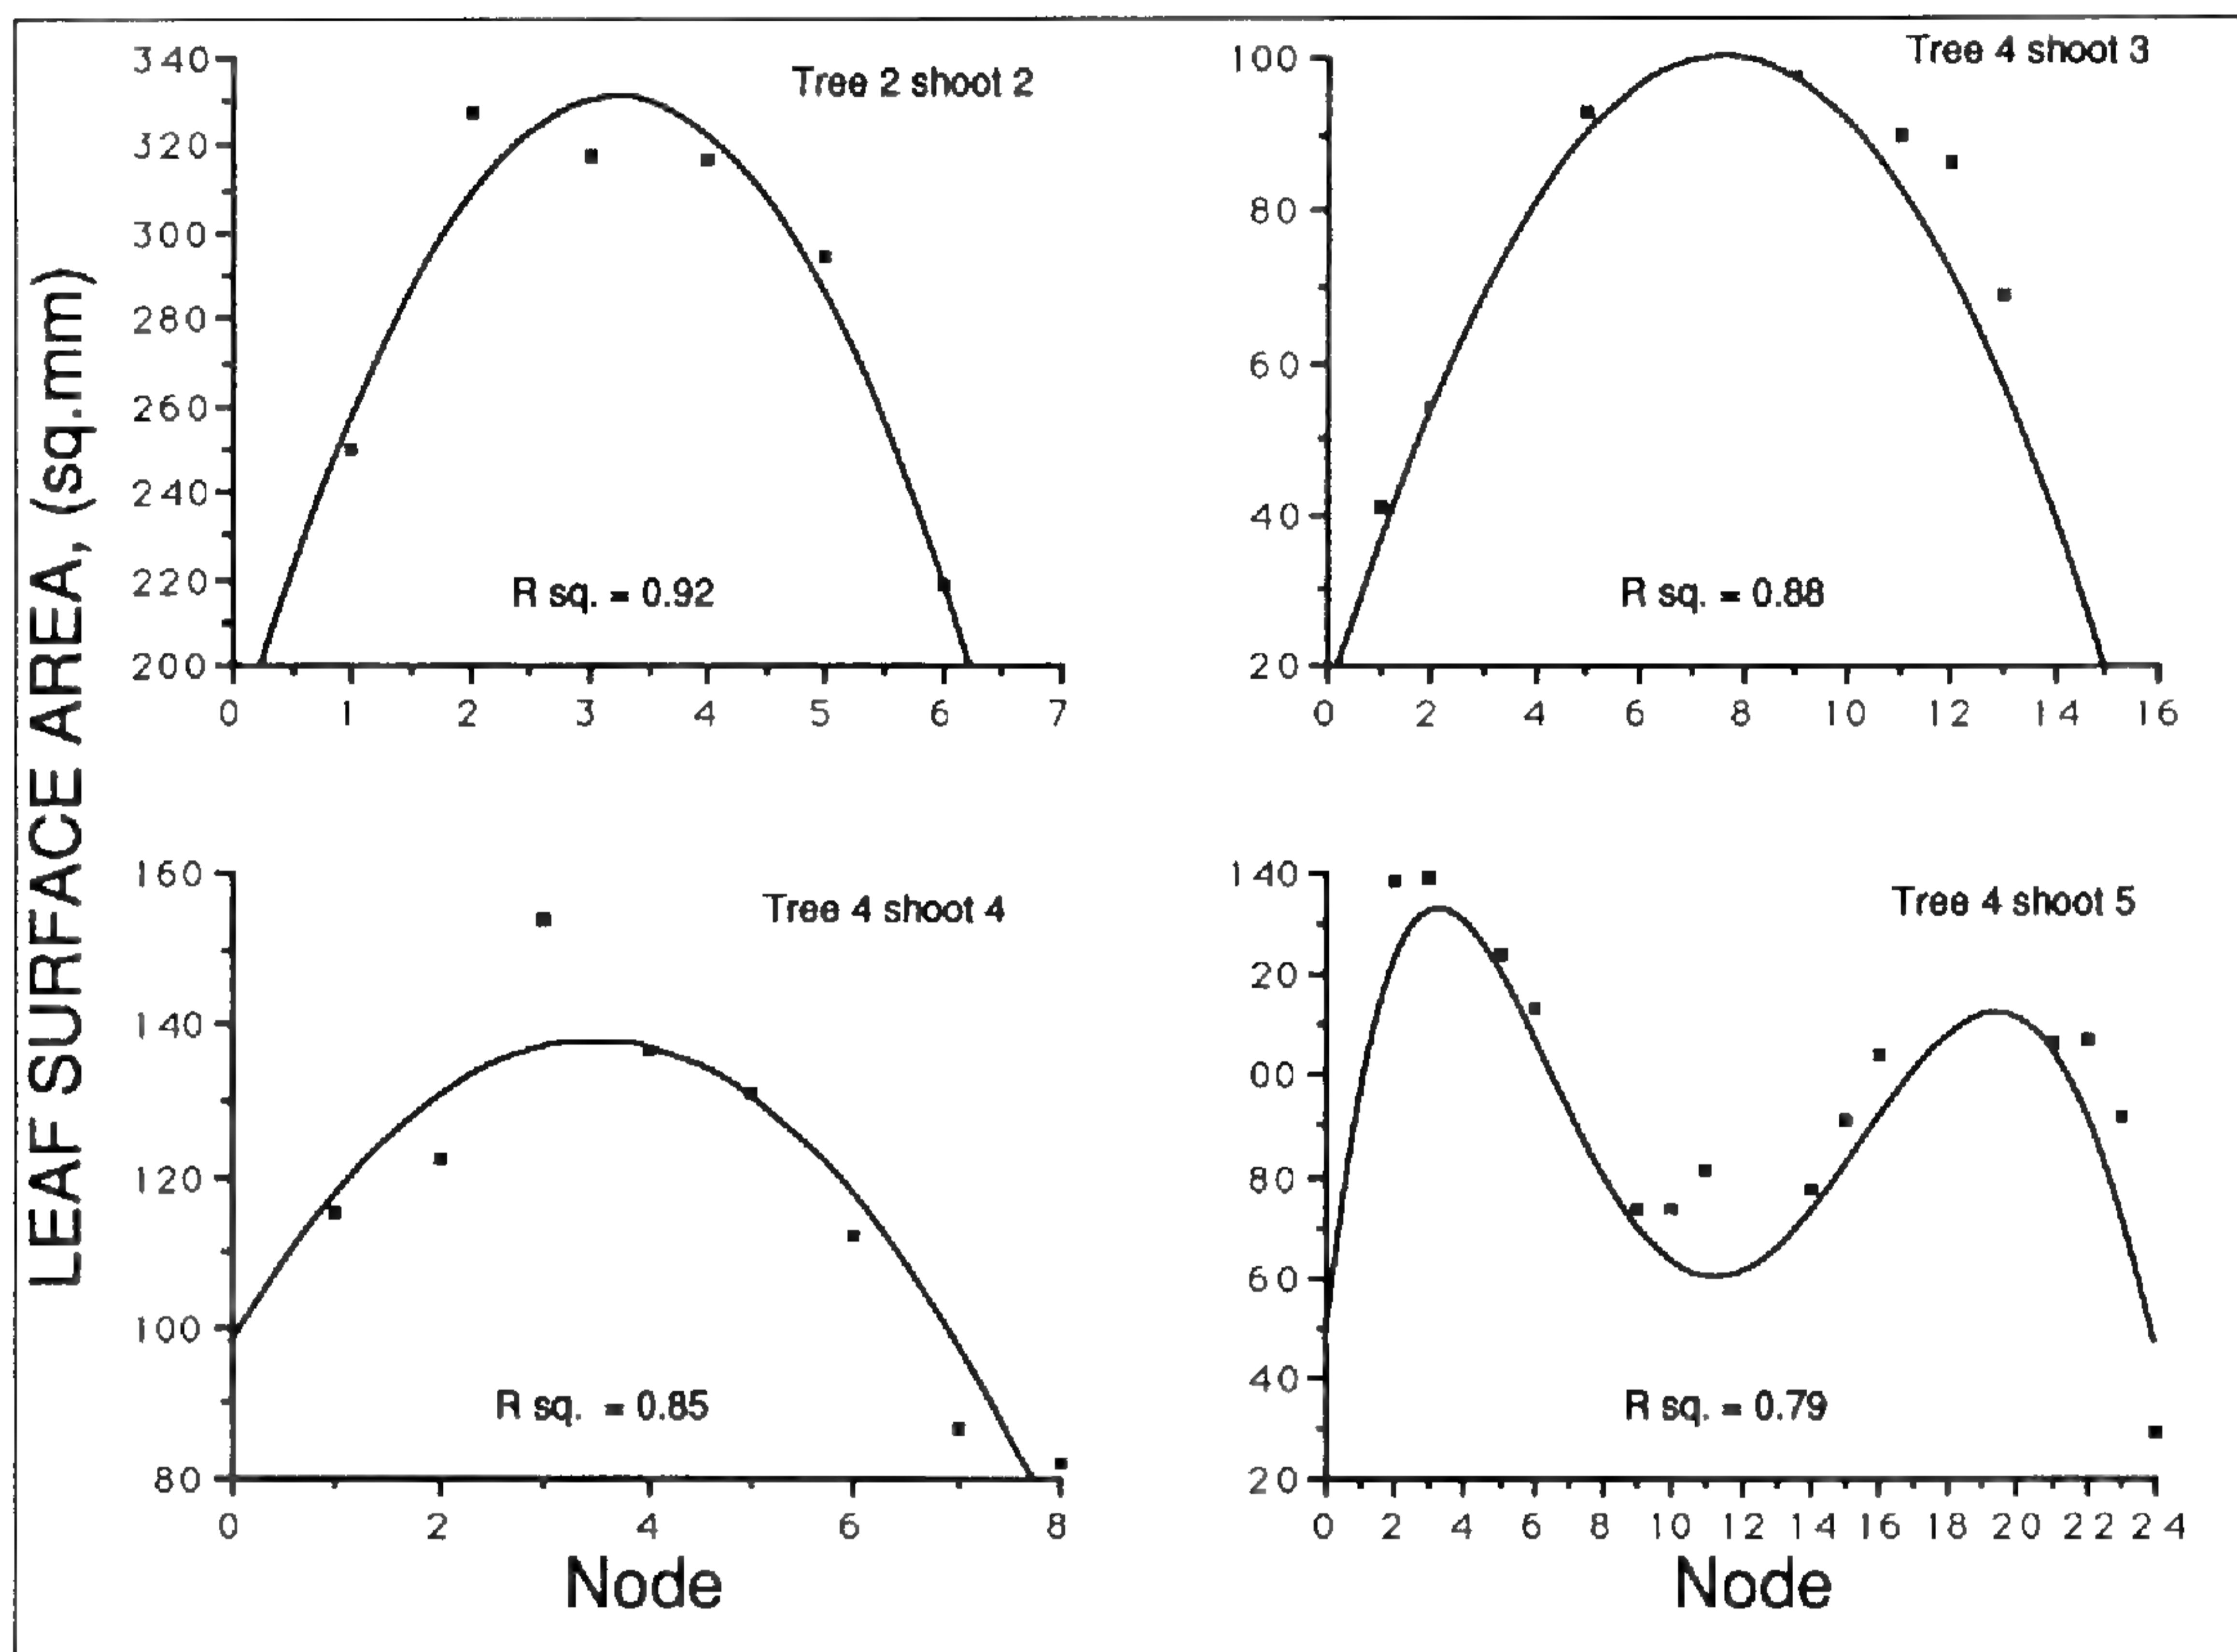 LEAF SURFACE AREA, (sq.mm)
Tree 2 shoot 2
340
320
300
280
260
240
220
200
R sq. = 0.92
0 1 2 3 4 5 6 7
Tree 4 shoot 3
100
80
60
40
20
R sq. = 0.88
0 2 4 6 8 10 12 14 16
Tree 4 shoot 4
160
140
120
100
80
R sq. = 0.85
0 2 4 6 8
Node
Tree 4 shoot 5
140
20
00
80
60
40
20
R sq. = 0.79
0 2 4 6 8 10 12 14 16 18 20 22 24
Node